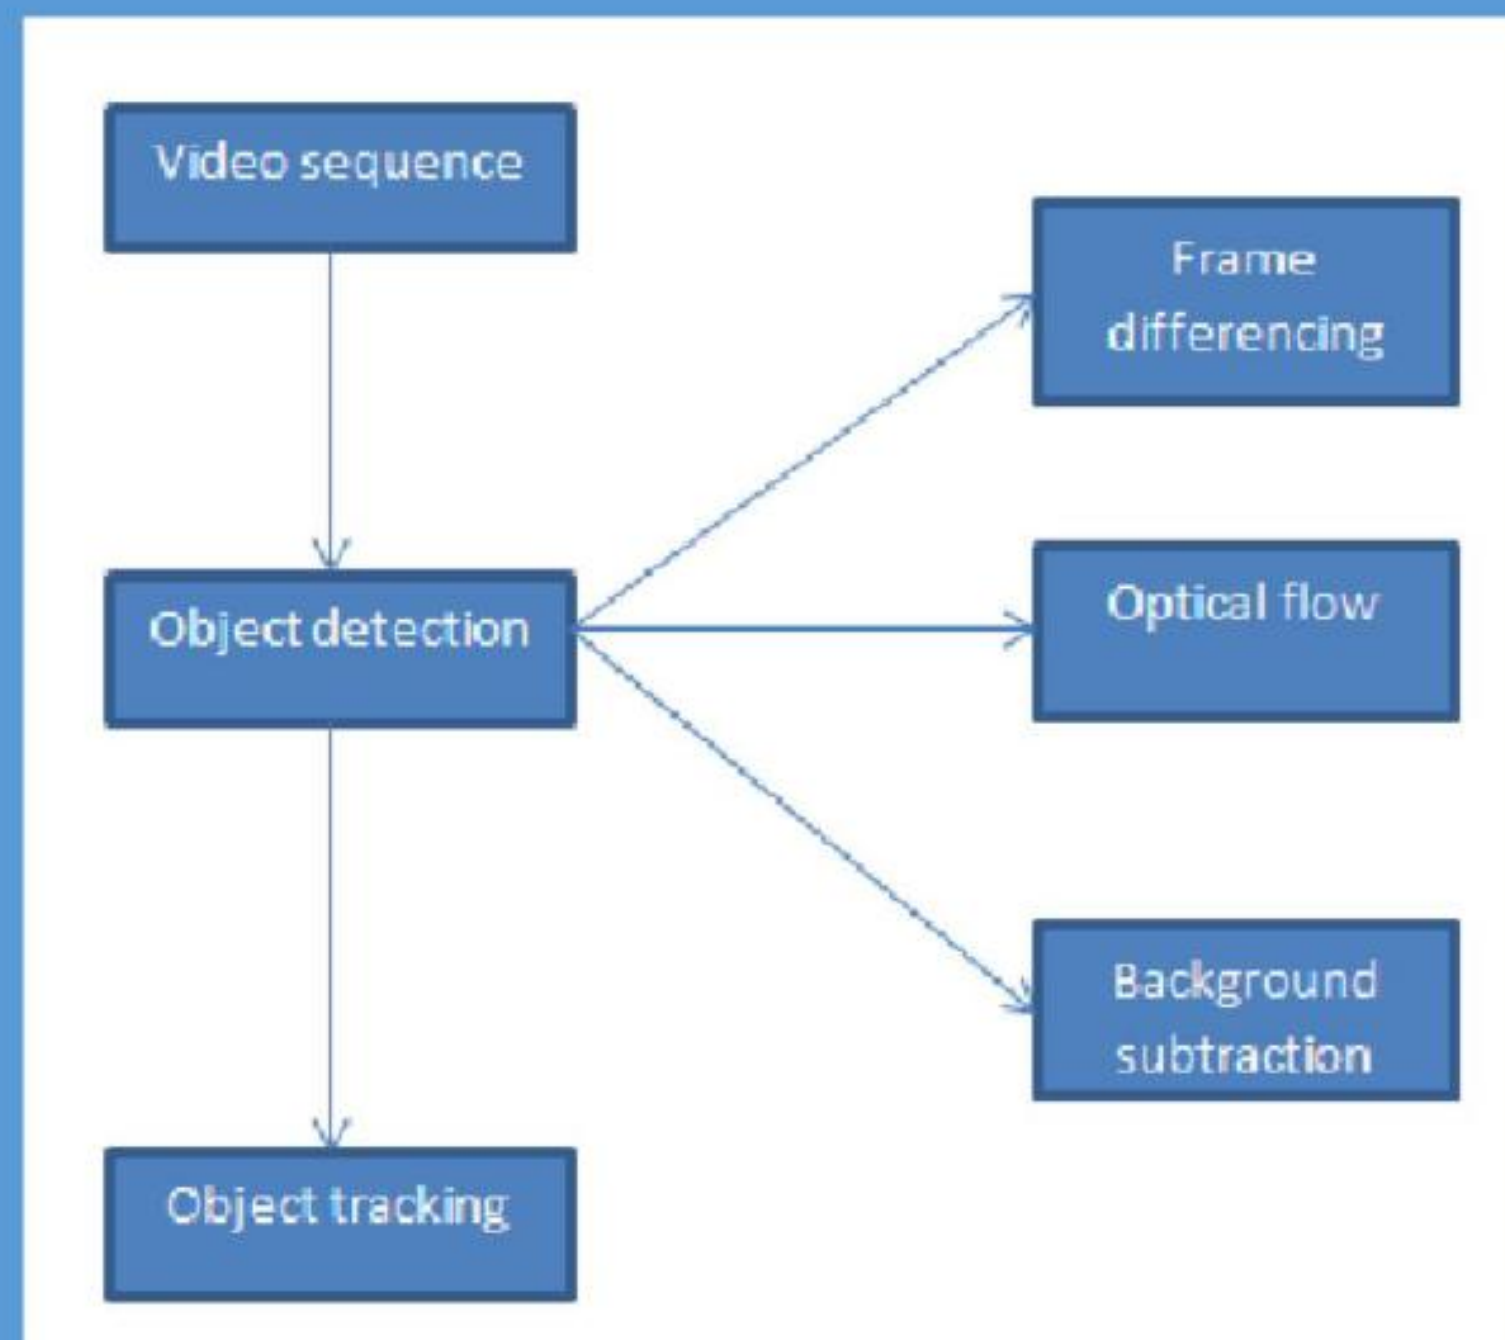 Video sequence
Frame
differencing
Object detection
Optical flow
Background
subtraction
Object tracking